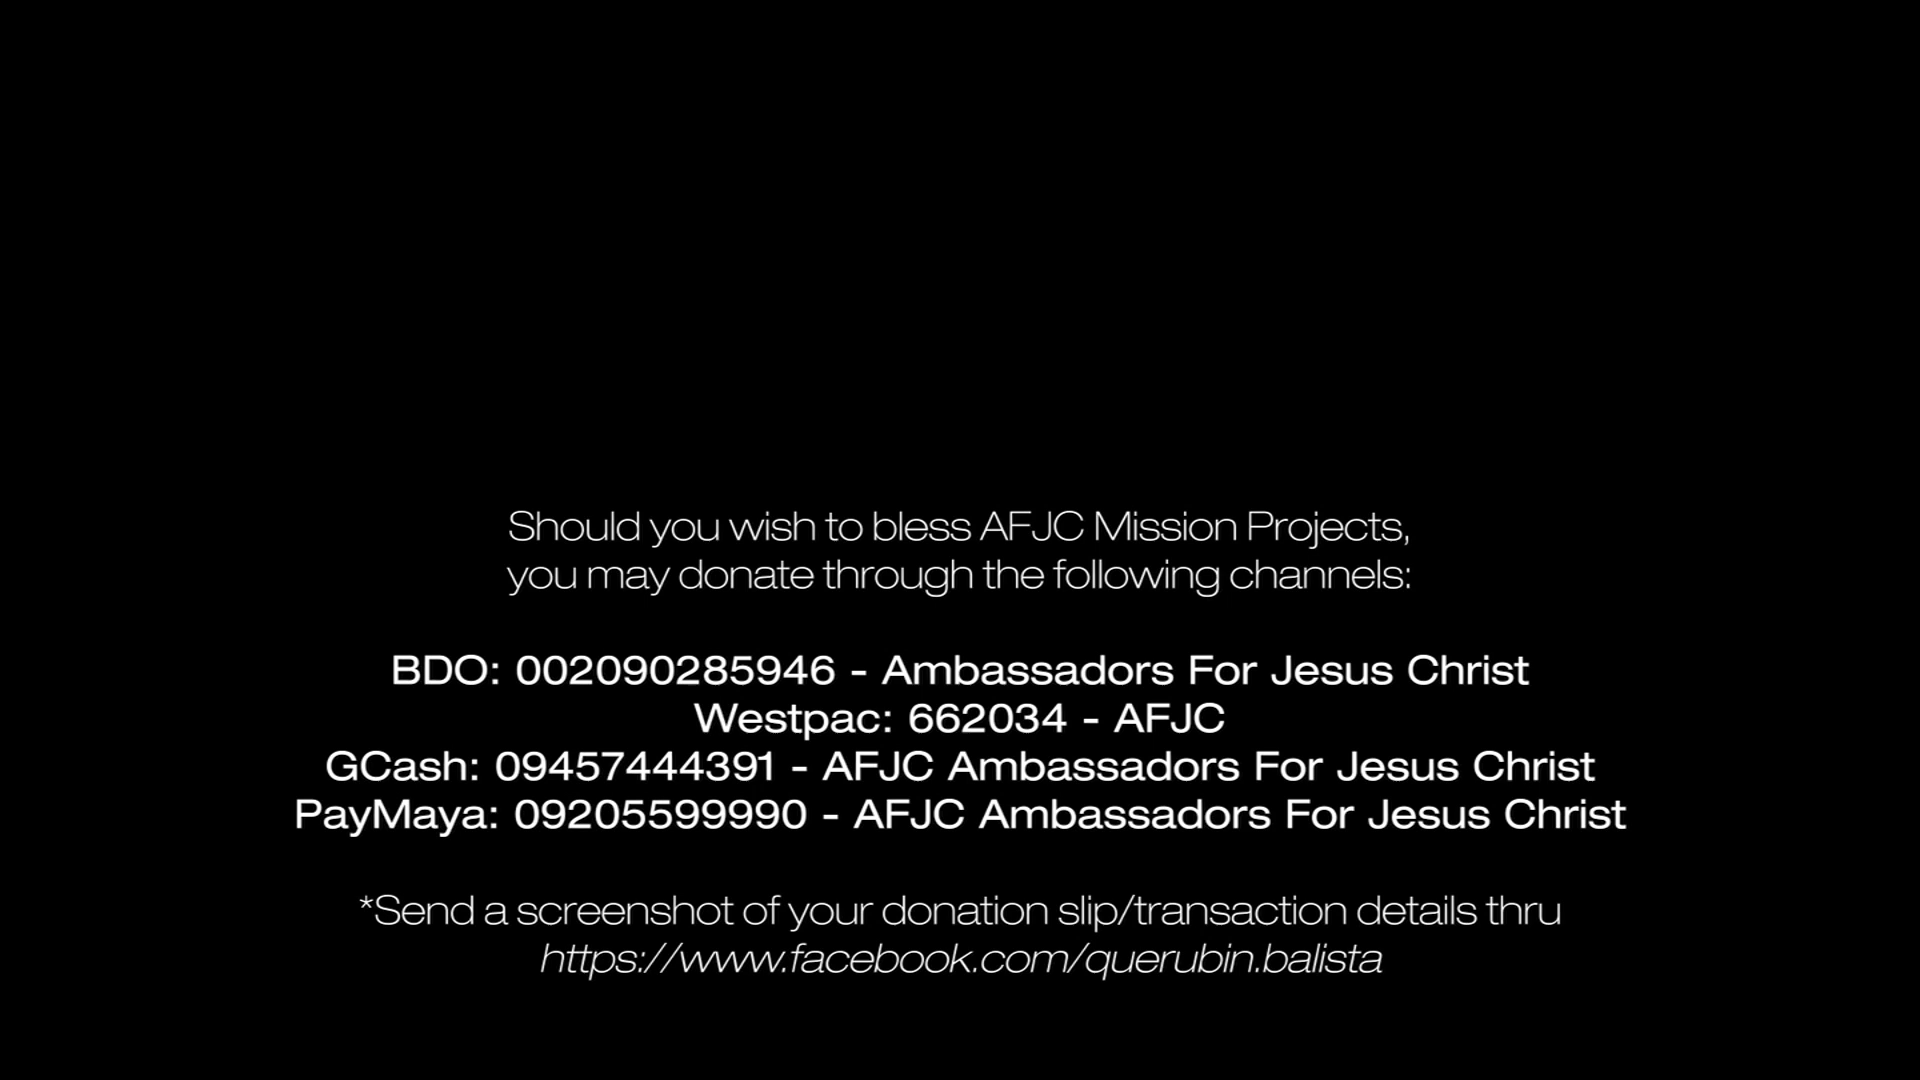 Should you wish to bless AFJC Mission Projects,
you may donate through the following channels:
BDO: 002090285946 - Ambassadors For Jesus Christ
Westpac: 662034 - AFJC
GCash: 09457444391 - AFJC Ambassadors For Jesus Christ
PayMaya: 09205599990 - AFJC Ambassadors For Jesus Christ
*Send a screenshot of your donation slip/transaction details thru
https://www.facebook.com/querubin.balista